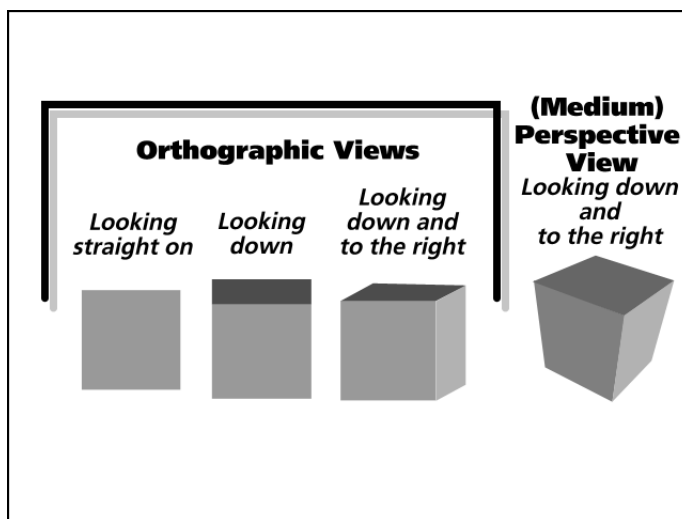 Orthographic Views
Looking
straight on
Looking
down
Looking
down and
to the right
(Medium)
Perspective
View
Looking down
and
to the right